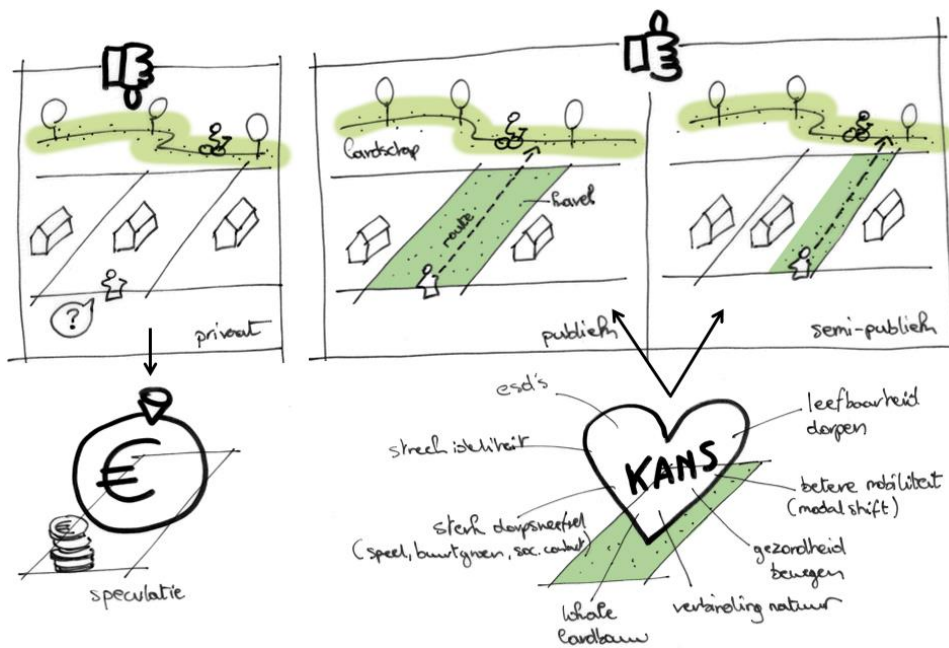 landschap
kavel
route
?
privaat
publiek
semi-publiek
€
€
speculatie
esd's
streekidentiteit
KANS
leefbaarheid
dorpen
betere mobiliteit
(modal shift)
sterk dorpsweefsel
(speel, buurtgroen, soc. contact)
gezondheid
bewegen
verbinding natuur
lokale
landbouw